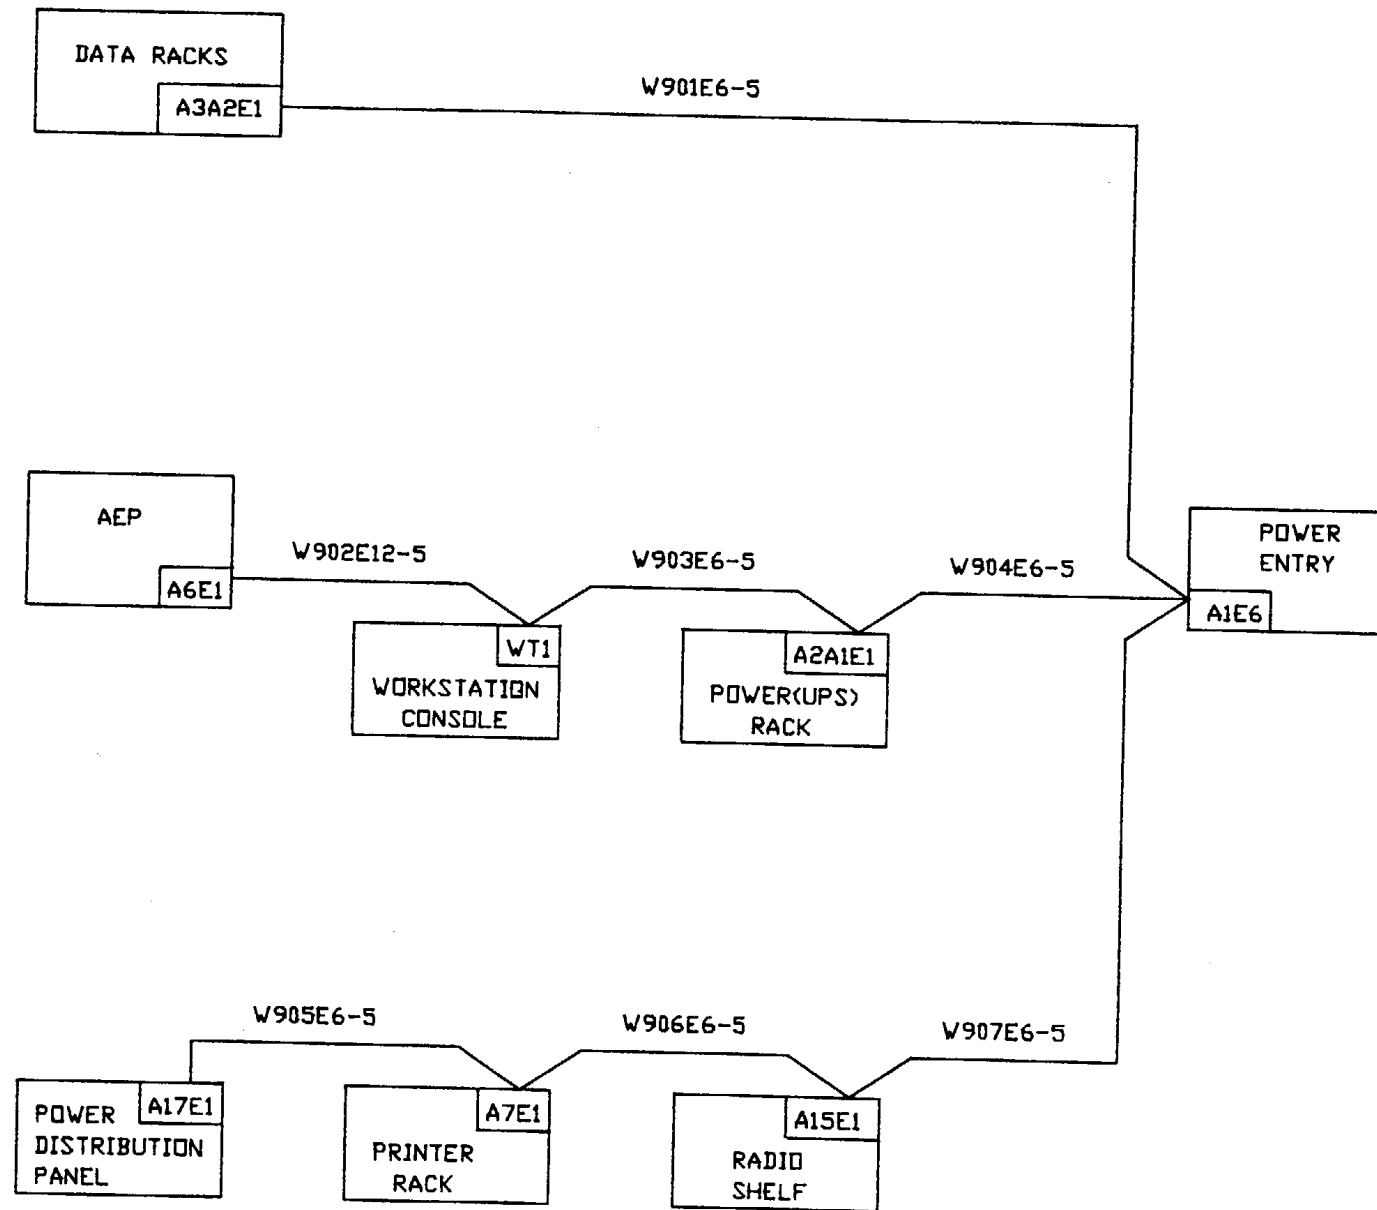 DATA RACKS
A3A2E1
W901E6-5
AEP
A6E1
W902E12-5
WT1
WORKSTATION
CONSOLE
W903E6-5
A2A1E1
POWER(UPS)
RACK
W904E6-5
POWER
ENTRY
A1E6
W905E6-5
A17E1
POWER
DISTRIBUTION
PANEL
W906E6-5
A7E1
PRINTER
RACK
W907E6-5
A15E1
RADIO
SHELF